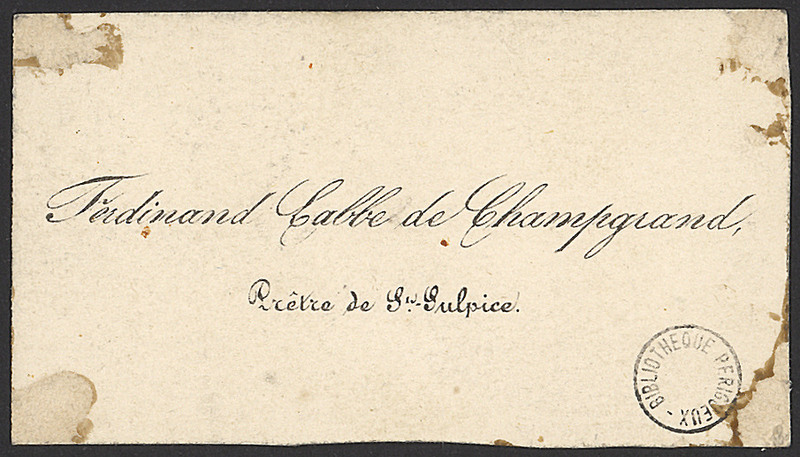 Ferdinand Labbe de Champgrand,
Prêtre de St-Sulpice.
BIBLIOTHEQUE PERIGUEUX -